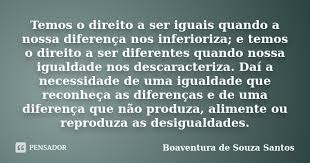 Temos o direito a ser iguais quando a
nossa diferença nos inferioriza; e temos
o direito a ser diferentes quando nossa
igualdade nos descaracteriza. Daí a
necessidade de uma igualdade que
reconheça as diferenças e de uma
diferença que não produza, alimente ou
reproduza as desigualdades.
PENSADOR
Boaventura de Souza Santos